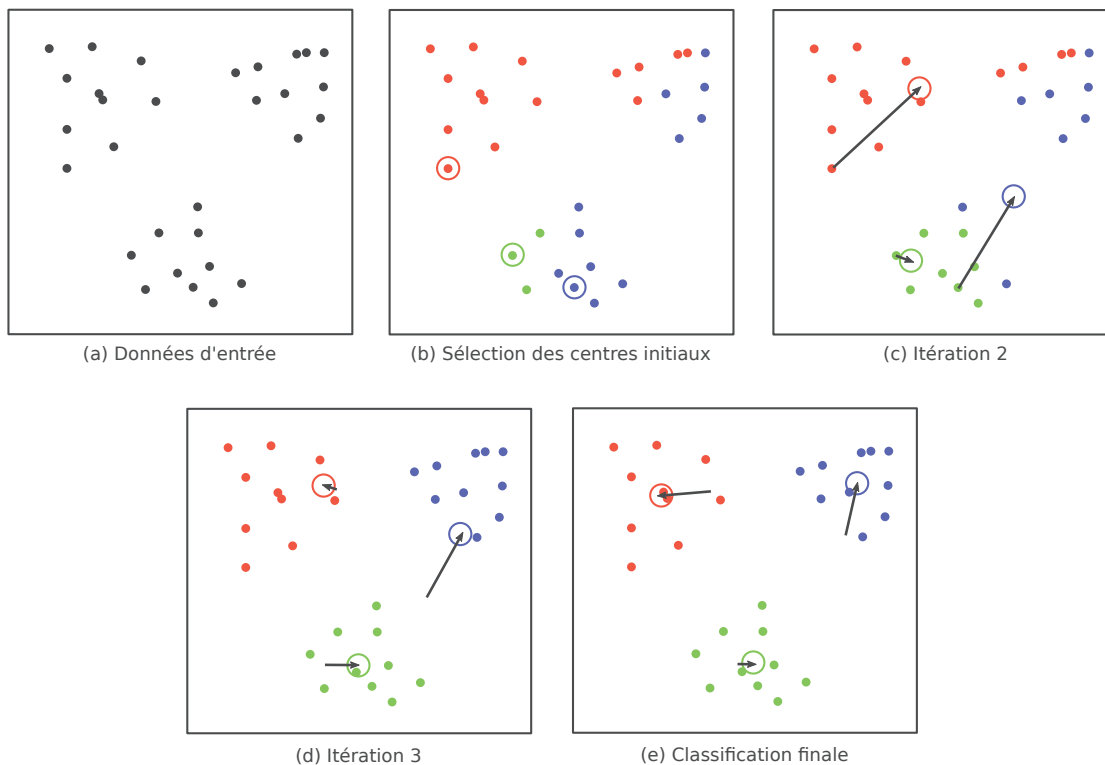 (a) Données d'entrée
(b) Sélection des centres initiaux
(c) Itération 2
(d) Itération 3
(e) Classification finale